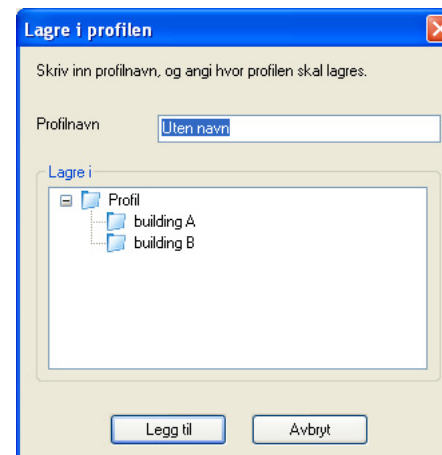 Lagre i profilen
Skriv inn profilnavn, og angi hvor profilen skal lagres.
Profilnavn Uten navn
Lagre i
Profil
building A
building B
Legg til Avbryt